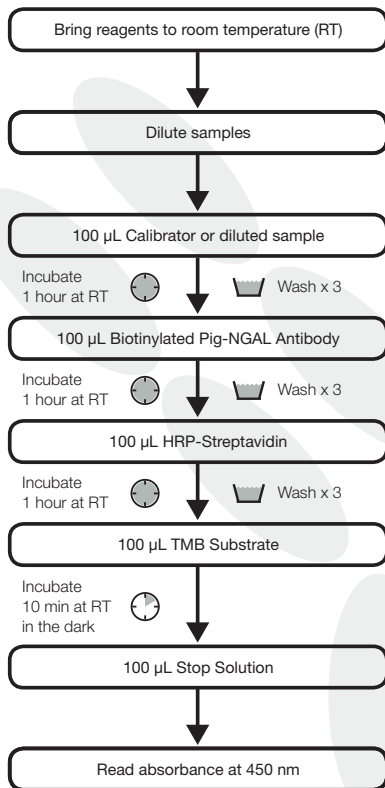 Bring reagents to room temperature (RT)
Dilute samples
100 µL Calibrator or diluted sample
Incubate
1 hour at RT
Wash x 3
100 µL Biotinylated Pig-NGAL Antibody
Incubate
1 hour at RT
Wash x 3
100 µL HRP-Streptavidin
Incubate
1 hour at RT
Wash x 3
100 µL TMB Substrate
Incubate
10 min at RT
in the dark
100 µL Stop Solution
Read absorbance at 450 nm